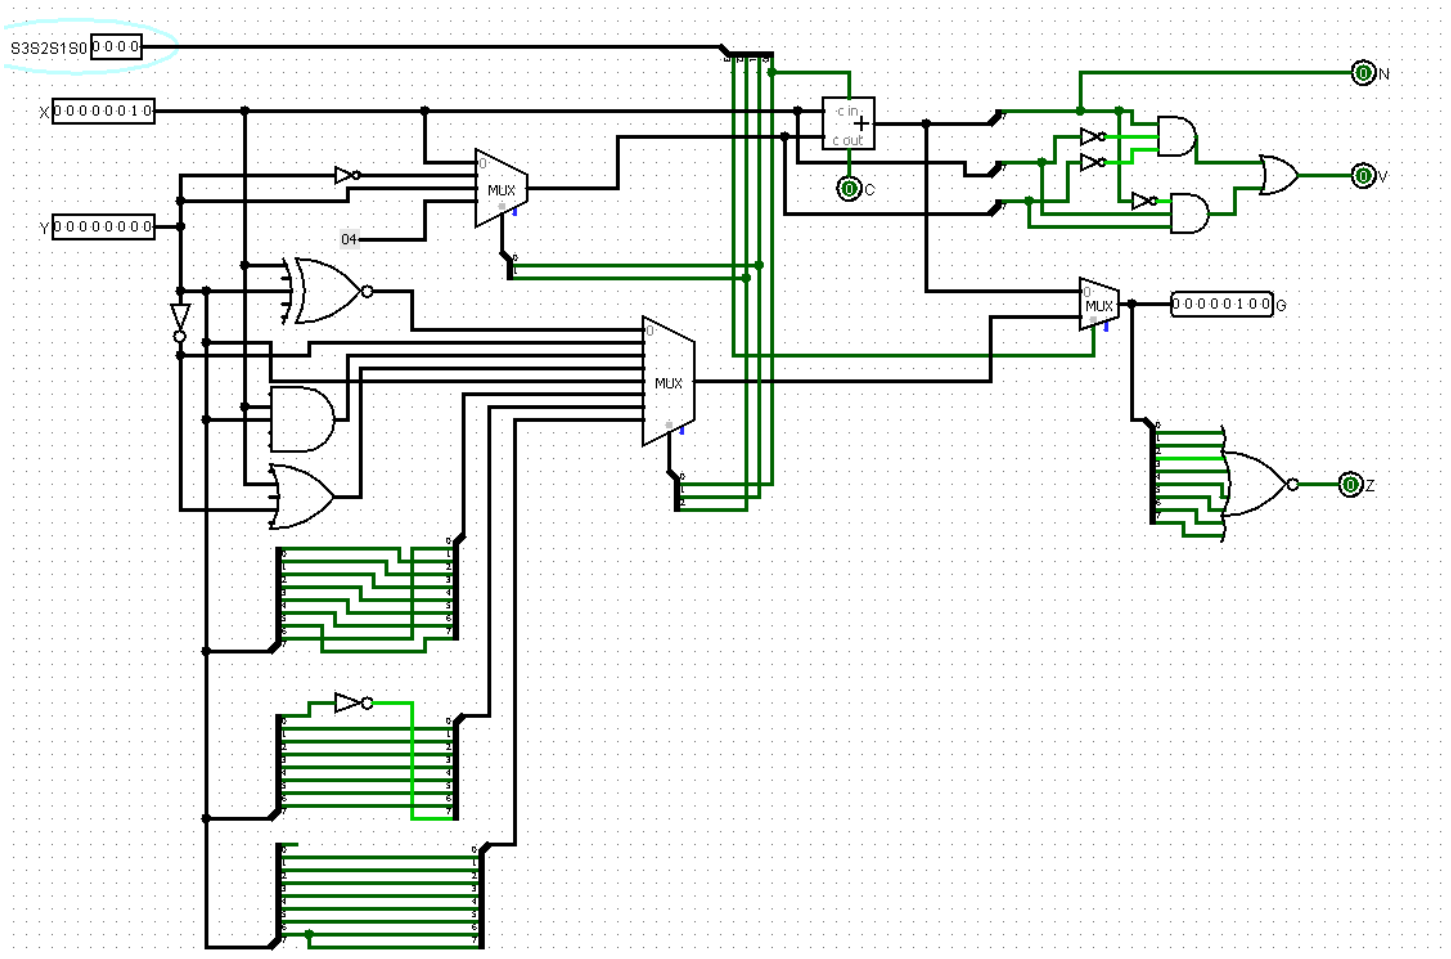 S3S2S1S0 0000
N
X 00000010
c in
+
c out
0
MUX
C
V
Y 00000000
04
0
MUX
00000100 G
0
MUX
Z